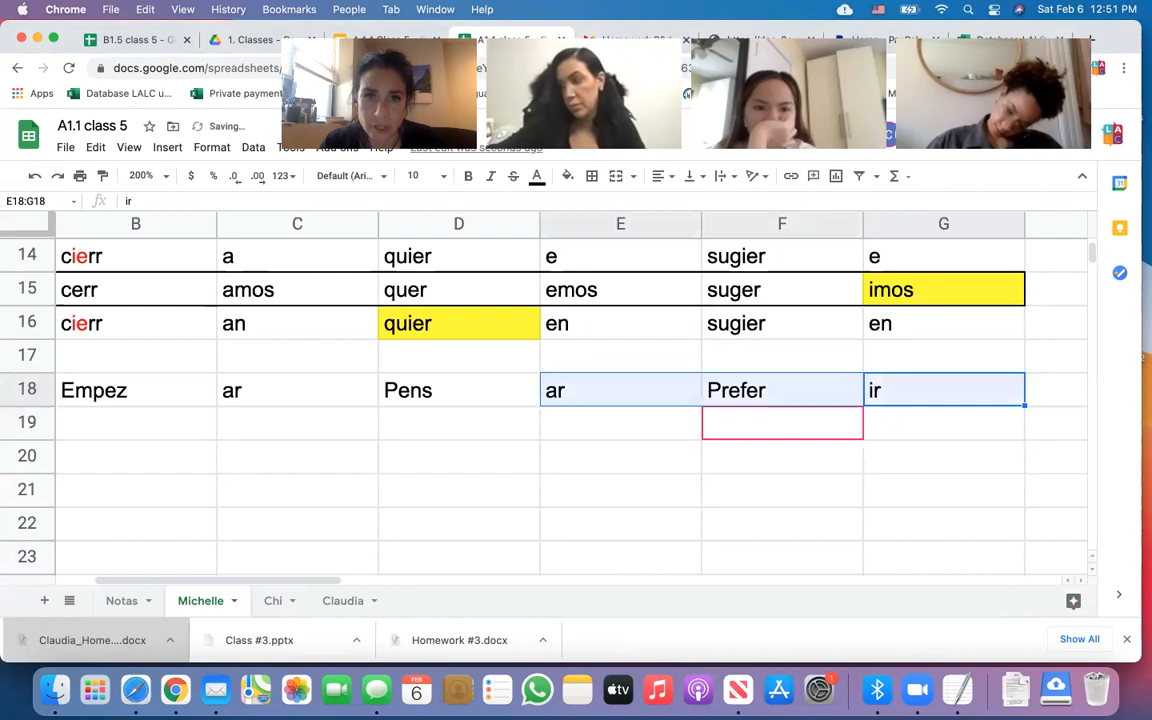 Chrome File Edit View History Bookmarks People Tab Window Help Sat Feb 6 12:51 PM
B1.5 class 5 - G 1. Classes - G
docs.google.com/spreadsheets/
Apps Database LALC u... Private payment
A1.1 class 5 Saving...
File Edit View Insert Format Data
200% $ % .0 .00 123 Default (Ari... 10 B I S A
E18:G18 fx ir
B C D E F G
14 cierr a quier e sugier e
15 cerr amos quer emos suger imos
16 cierr an quier en sugier en
17
18 Empez ar Pens ar Prefer ir
19
20
21
22
23
Notas Michelle Chi Claudia
Claudia_Home....docx Class #3.pptx Homework #3.docx Show All
FEB
6
tv
1